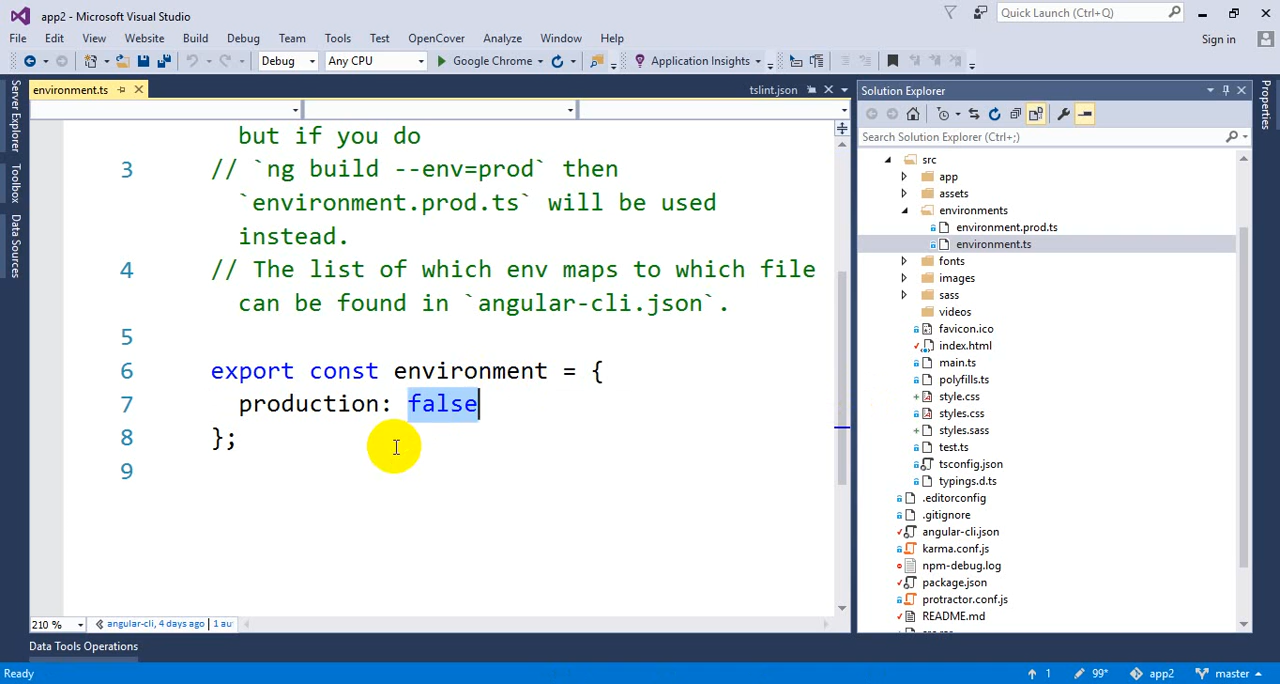 app2 - Microsoft Visual Studio
Quick Launch (Ctrl+Q)
File Edit View Website Build Debug Team Tools Test OpenCover Analyze Window Help
Sign in
Debug Any CPU Google Chrome Application Insights
Server Explorer
Toolbox
Data Sources
environment.ts
tslint.json
but if you do
3 // `ng build --env=prod` then
`environment.prod.ts` will be used
instead.
4 // The list of which env maps to which file
can be found in `angular-cli.json`.
5
6 export const environment = {
7 production: false
8 };
9
210 %
angular-cli, 4 days ago | 1 au
Solution Explorer
Search Solution Explorer (Ctrl+;)
src
app
assets
environments
environment.prod.ts
environment.ts
fonts
images
sass
videos
favicon.ico
index.html
main.ts
polyfills.ts
style.css
styles.css
styles.sass
test.ts
tsconfig.json
typings.d.ts
.editorconfig
.gitignore
angular-cli.json
karma.conf.js
npm-debug.log
package.json
protractor.conf.js
README.md
Properties
Data Tools Operations
Ready
1 99* app2 master